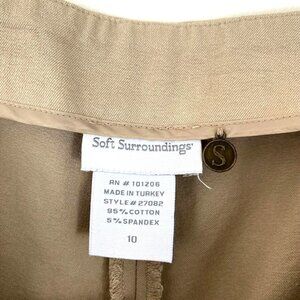 Soft Surroundings®
S
RN # 101206
MADE IN TURKEY
STYLE # 27082
95% COTTON
5% SPANDEX
10